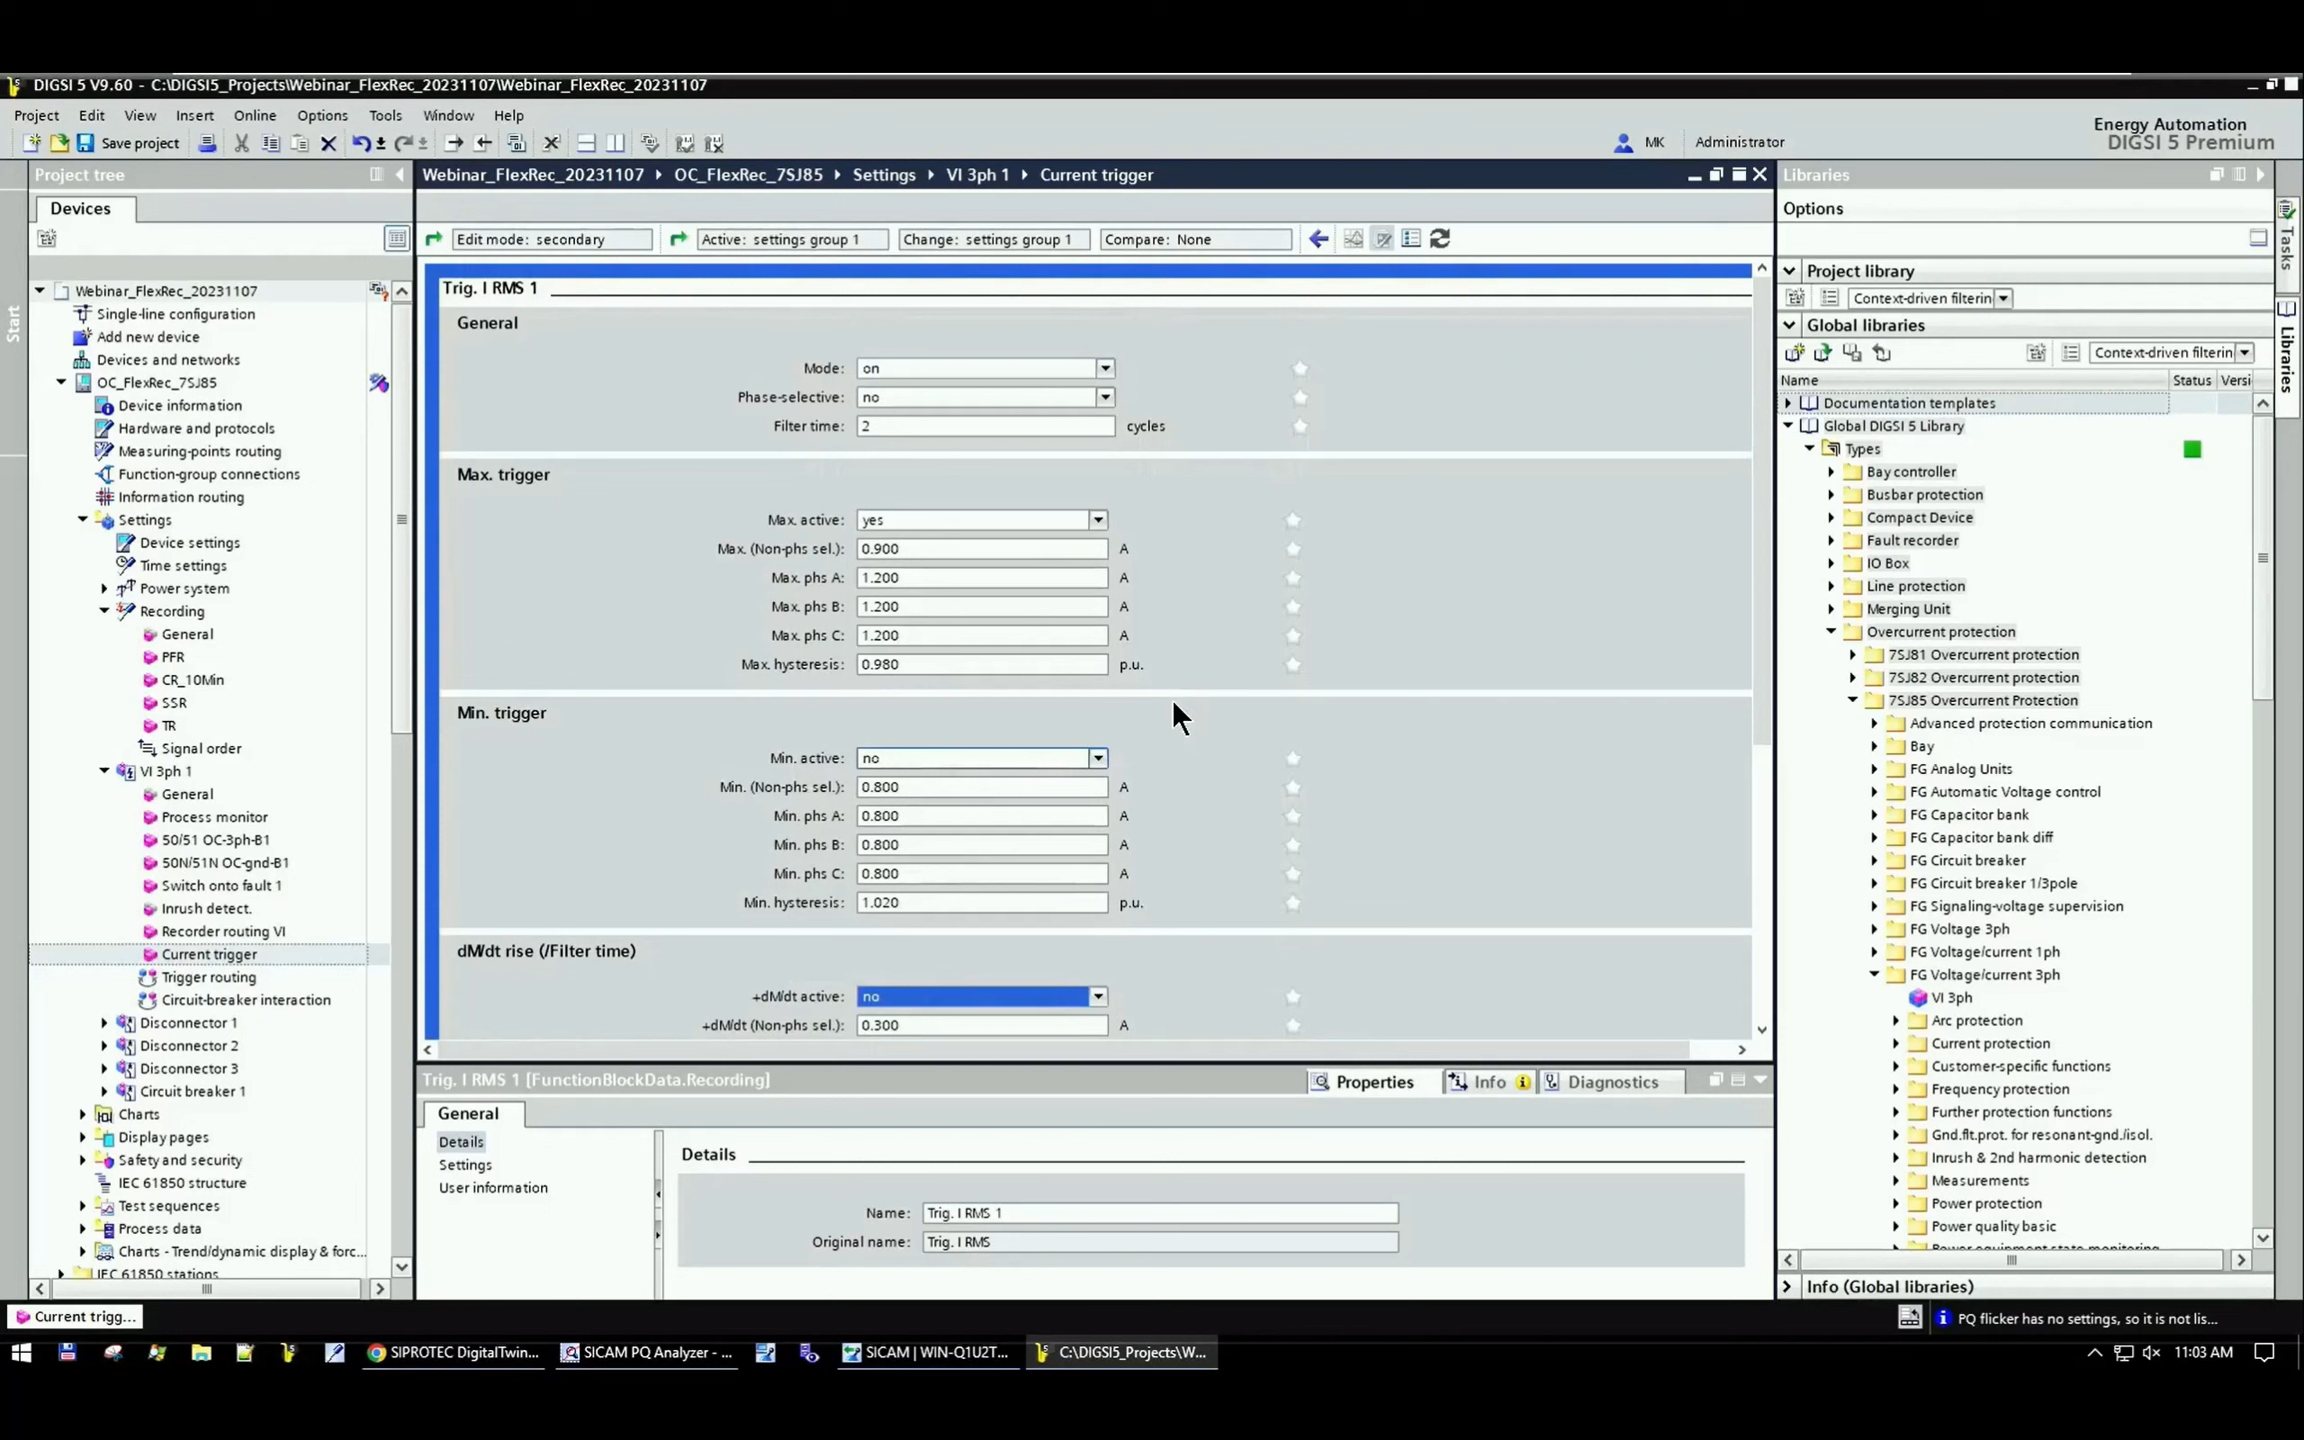 DIGSI 5 V9.60 - C:\DIGSI5_Projects\Webinar_FlexRec_20231107\Webinar_FlexRec_20231107
Project Edit View Insert Online Options Tools Window Help
Energy Automation
DIGSI 5 Premium
Save project
MK Administrator
Project tree
Devices
Start
Webinar_FlexRec_20231107
Single-line configuration
Add new device
Devices and networks
OC_FlexRec_7SJ85
Device information
Hardware and protocols
Measuring-points routing
Function-group connections
Information routing
Settings
Device settings
Time settings
Power system
Recording
General
PFR
CR_10Min
SSR
TR
Signal order
VI 3ph 1
General
Process monitor
50/51 OC-3ph-B1
50N/51N OC-gnd-B1
Switch onto fault 1
Inrush detect.
Recorder routing VI
Current trigger
Trigger routing
Circuit-breaker interaction
Disconnector 1
Disconnector 2
Disconnector 3
Circuit breaker 1
Charts
Display pages
Safety and security
IEC 61850 structure
Test sequences
Process data
Charts - Trend/dynamic display & forc...
IEC 61850 stations
Webinar_FlexRec_20231107 OC_FlexRec_7SJ85 Settings VI 3ph 1 Current trigger
Edit mode: secondary Active: settings group 1 Change: settings group 1 Compare: None
Trig. I RMS 1
General
Mode: on
Phase-selective: no
Filter time: 2 cycles
Max. trigger
Max. active: yes
Max. (Non-phs sel.): 0.900 A
Max. phs A: 1.200 A
Max. phs B: 1.200 A
Max. phs C: 1.200 A
Max. hysteresis: 0.980 p.u.
Min. trigger
Min. active: no
Min. (Non-phs sel.): 0.800 A
Min. phs A: 0.800 A
Min. phs B: 0.800 A
Min. phs C: 0.800 A
Min. hysteresis: 1.020 p.u.
dM/dt rise (/Filter time)
+dM/dt active: no
+dM/dt (Non-phs sel.): 0.300 A
Trig. I RMS 1 [FunctionBlockData.Recording]
Properties Info Diagnostics
General
Details
Settings
User information
Details
Name: Trig. I RMS 1
Original name: Trig. I RMS
Libraries
Options
Project library
Context-driven filterin
Global libraries
Context-driven filterin
Name Status Versi
Documentation templates
Global DIGSI 5 Library
Types
Bay controller
Busbar protection
Compact Device
Fault recorder
IO Box
Line protection
Merging Unit
Overcurrent protection
7SJ81 Overcurrent protection
7SJ82 Overcurrent protection
7SJ85 Overcurrent Protection
Advanced protection communication
Bay
FG Analog Units
FG Automatic Voltage control
FG Capacitor bank
FG Capacitor bank diff
FG Circuit breaker
FG Circuit breaker 1/3pole
FG Signaling-voltage supervision
FG Voltage 3ph
FG Voltage/current 1ph
FG Voltage/current 3ph
VI 3ph
Arc protection
Current protection
Customer-specific functions
Frequency protection
Further protection functions
Gnd.flt.prot. for resonant-gnd./isol.
Inrush & 2nd harmonic detection
Measurements
Power protection
Power quality basic
Power equipment state monitoring
Info (Global libraries)
Tasks
Libraries
Current trigg...
PQ flicker has no settings, so it is not lis...
SIPROTEC DigitalTwin... SICAM PQ Analyzer - ... SICAM | WIN-Q1U2T... C:\DIGSI5_Projects\W...
11:03 AM